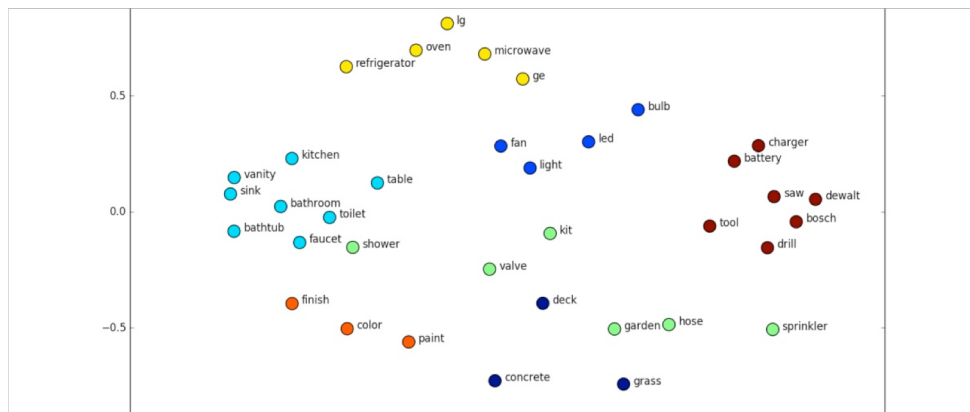 lg
oven
microwave
refrigerator
ge
0.5
bulb
led
fan
charger
battery
light
kitchen
vanity
table
sink
saw
dewalt
bathroom
0.0
toilet
bosch
tool
bathtub
faucet
kit
shower
drill
valve
finish
deck
color
−0.5
garden
hose
sprinkler
paint
concrete
grass